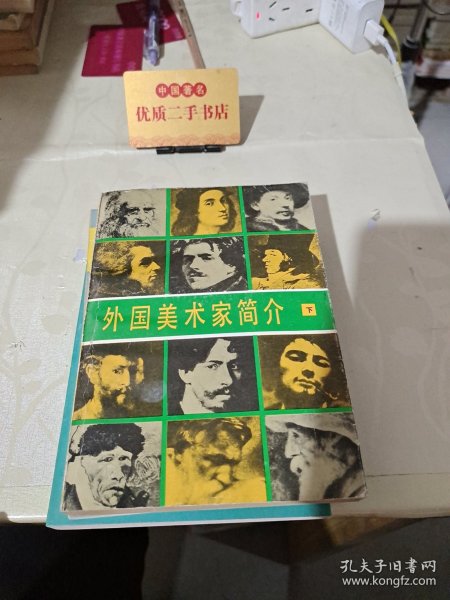 中国著名
优质二手书店
外国美术家简介 下
孔夫子旧书网
www.kongfz.com